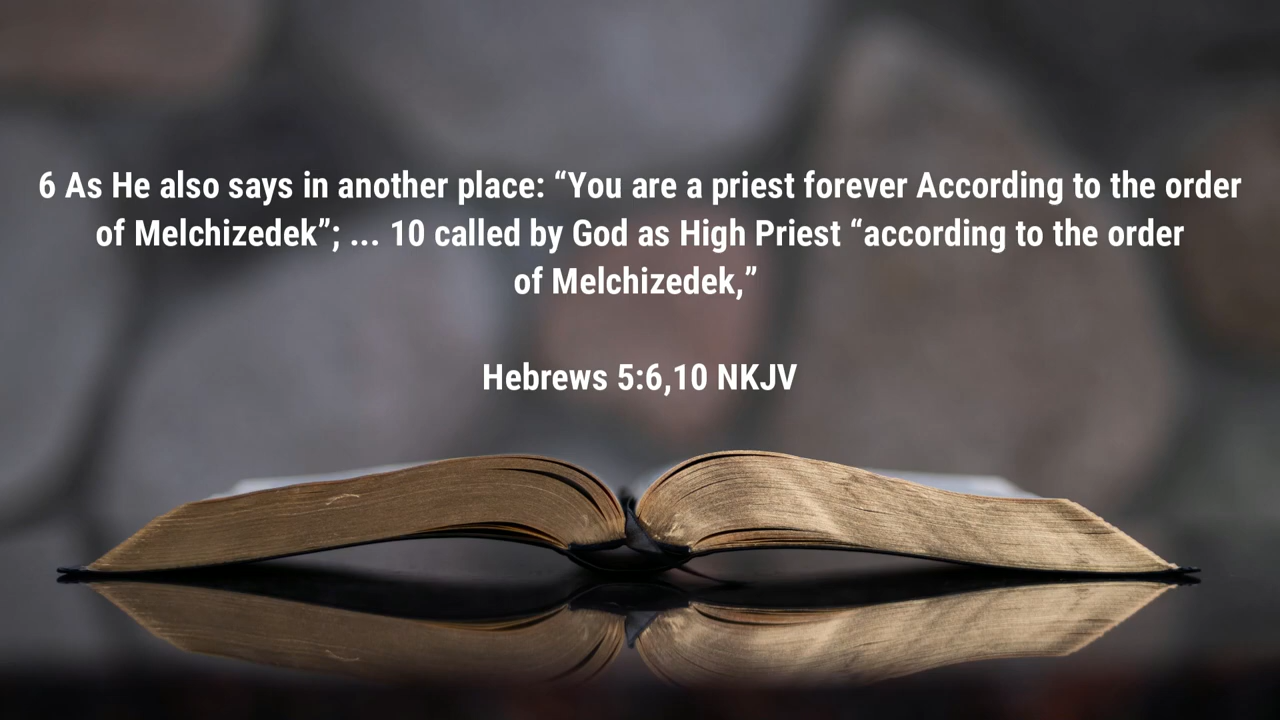 6 As He also says in another place: “You are a priest forever According to the order
of Melchizedek”; ... 10 called by God as High Priest “according to the order
of Melchizedek,”
Hebrews 5:6,10 NKJV